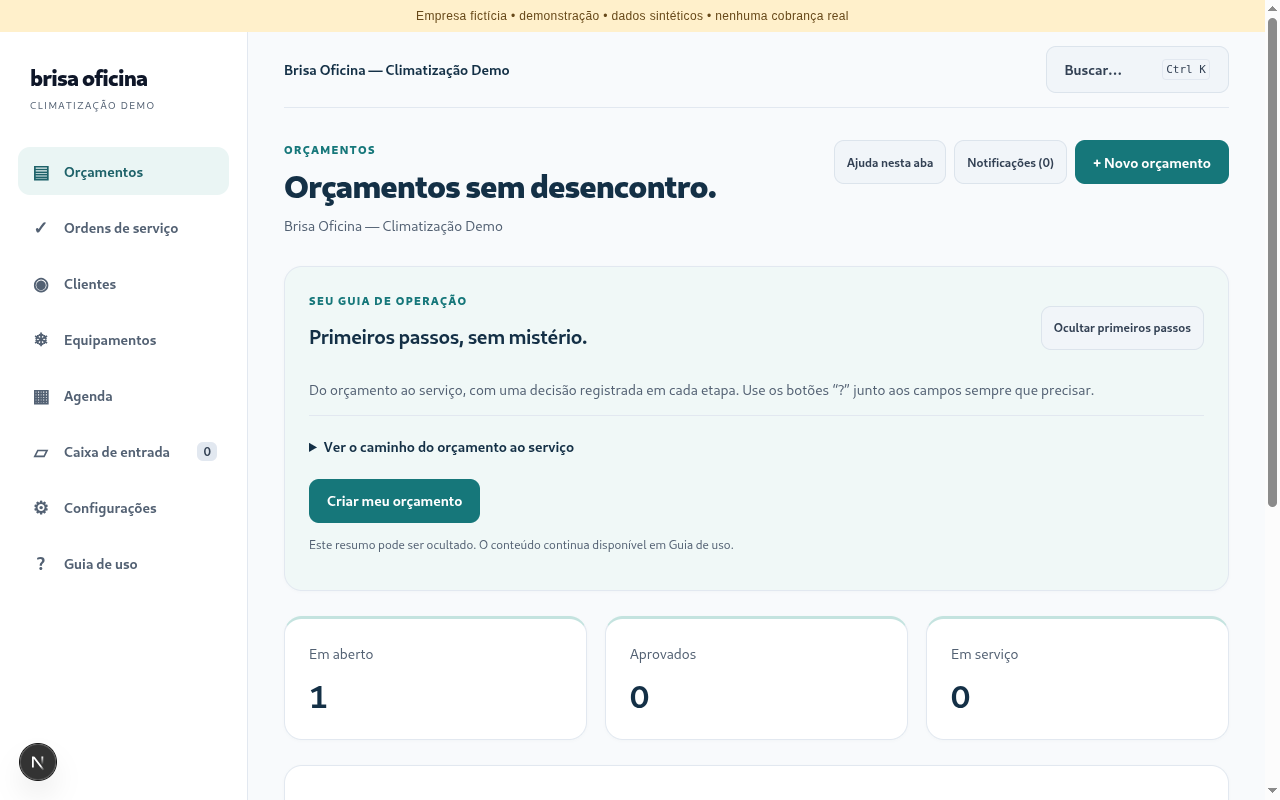 Empresa fictícia • demonstração • dados sintéticos • nenhuma cobrança real
brisa oficina
CLIMATIZAÇÃO DEMO
Orçamentos
Ordens de serviço
Clientes
Equipamentos
Agenda
Caixa de entrada 0
Configurações
? Guia de uso
N
Brisa Oficina — Climatização Demo
Buscar... Ctrl K
ORÇAMENTOS
Orçamentos sem desencontro.
Brisa Oficina — Climatização Demo
Ajuda nesta aba
Notificações (0)
+ Novo orçamento
SEU GUIA DE OPERAÇÃO
Primeiros passos, sem mistério.
Ocultar primeiros passos
Do orçamento ao serviço, com uma decisão registrada em cada etapa. Use os botões “?” junto aos campos sempre que precisar.
Ver o caminho do orçamento ao serviço
Criar meu orçamento
Este resumo pode ser ocultado. O conteúdo continua disponível em Guia de uso.
Em aberto
1
Aprovados
0
Em serviço
0